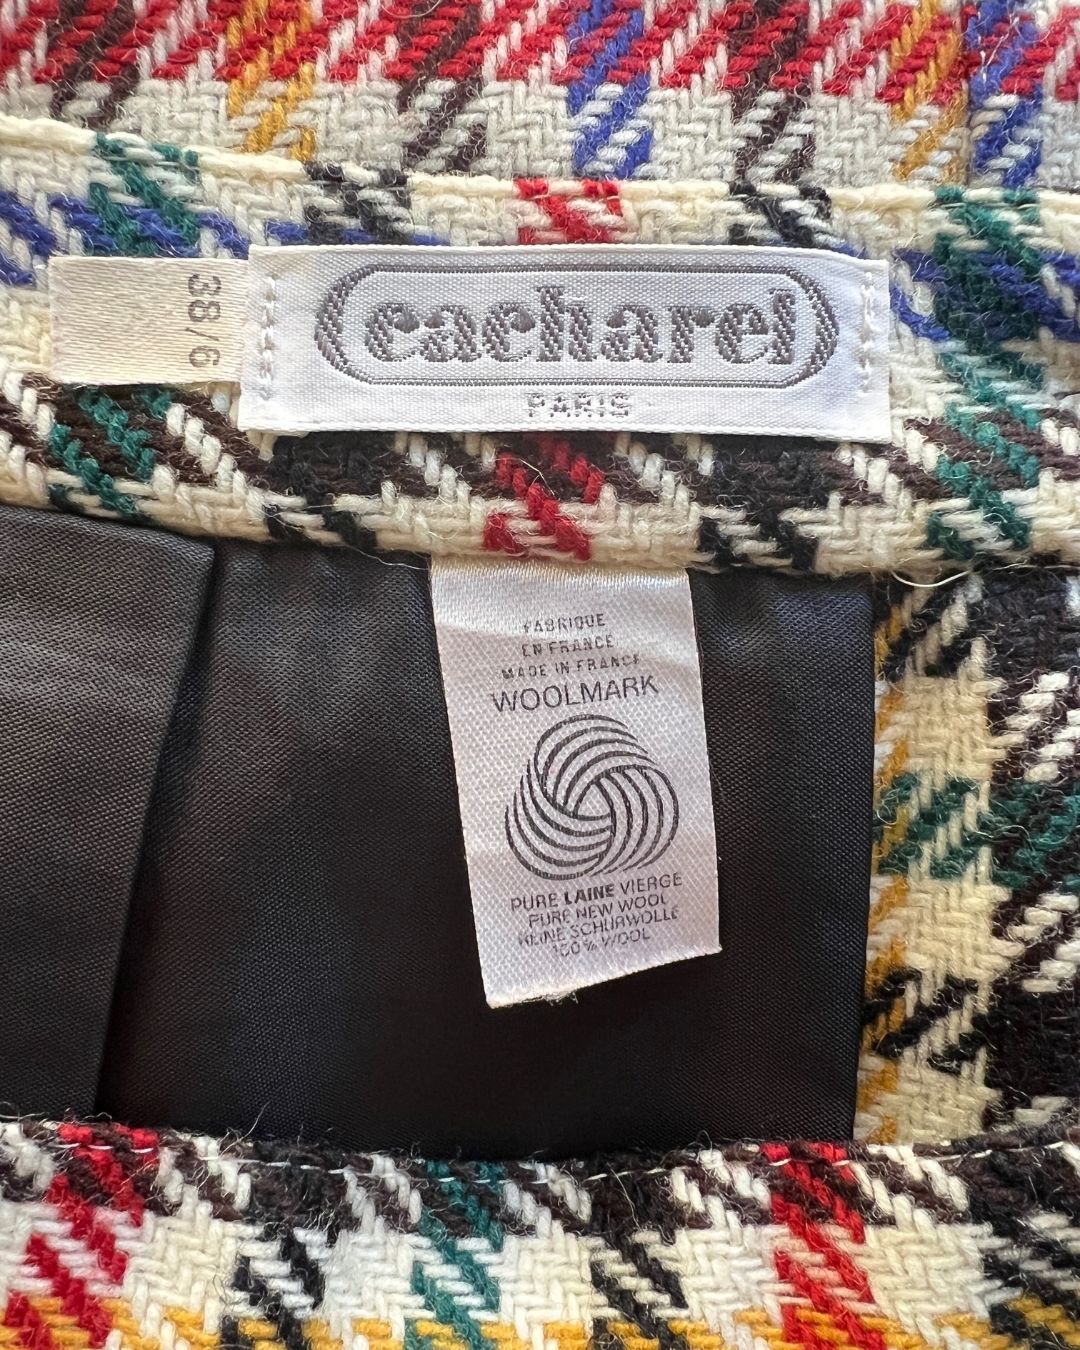 38/6
cacharel
PARIS
FABRIQUE
EN FRANCE
MADE IN FRANCE
WOOLMARK
PURE LAINE VIERGE
PURE NEW WOOL
REINE SCHURWOLLE
100% WOOL